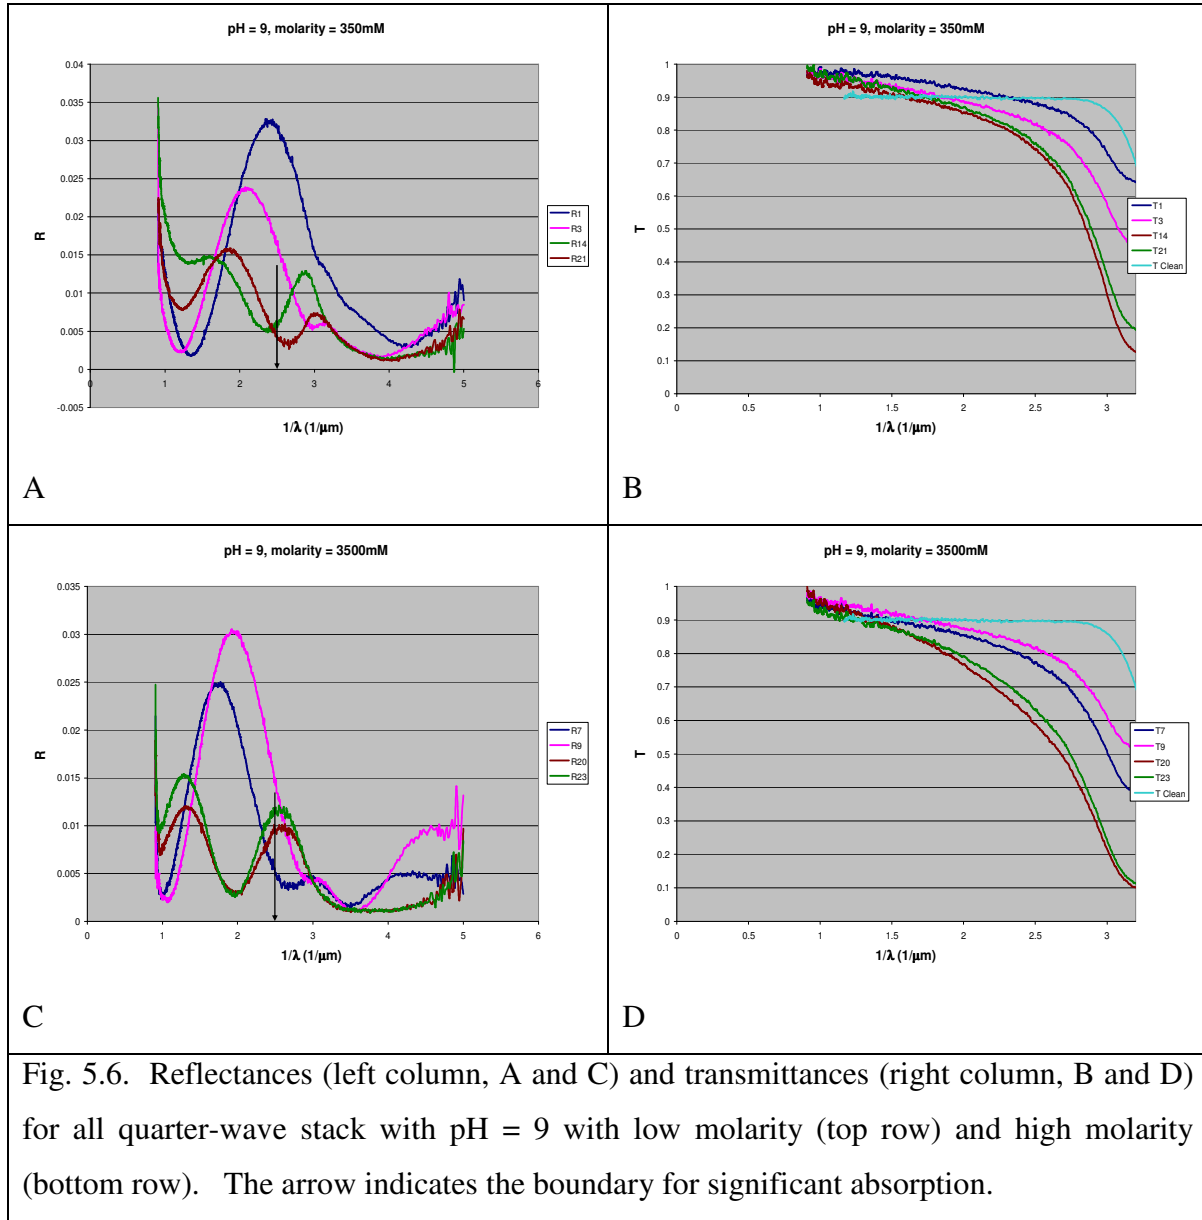 pH = 9, molarity = 350mM
0.04
0.035
0.03
0.025
0.02
0.015
0.01
0.005
0
-0.005
R
0 1 2 3 4 5 6
1/λ (1/μm)
R1
R3
R14
R21
A
pH = 9, molarity = 350mM
1
0.9
0.8
0.7
0.6
0.5
0.4
0.3
0.2
0.1
0
T
0 0.5 1 1.5 2 2.5 3
1/λ (1/μm)
T1
T3
T14
T21
T Clean
B
pH = 9, molarity = 3500mM
0.035
0.03
0.025
0.02
0.015
0.01
0.005
0
R
0 1 2 3 4 5 6
1/λ (1/μm)
R7
R9
R20
R23
C
pH = 9, molarity = 3500mM
1
0.9
0.8
0.7
0.6
0.5
0.4
0.3
0.2
0.1
0
T
0 0.5 1 1.5 2 2.5 3
1/λ (1/μm)
T7
T9
T20
T23
T Clean
D
Fig. 5.6. Reflectances (left column, A and C) and transmittances (right column, B and D)
for all quarter-wave stack with pH = 9 with low molarity (top row) and high molarity
(bottom row). The arrow indicates the boundary for significant absorption.